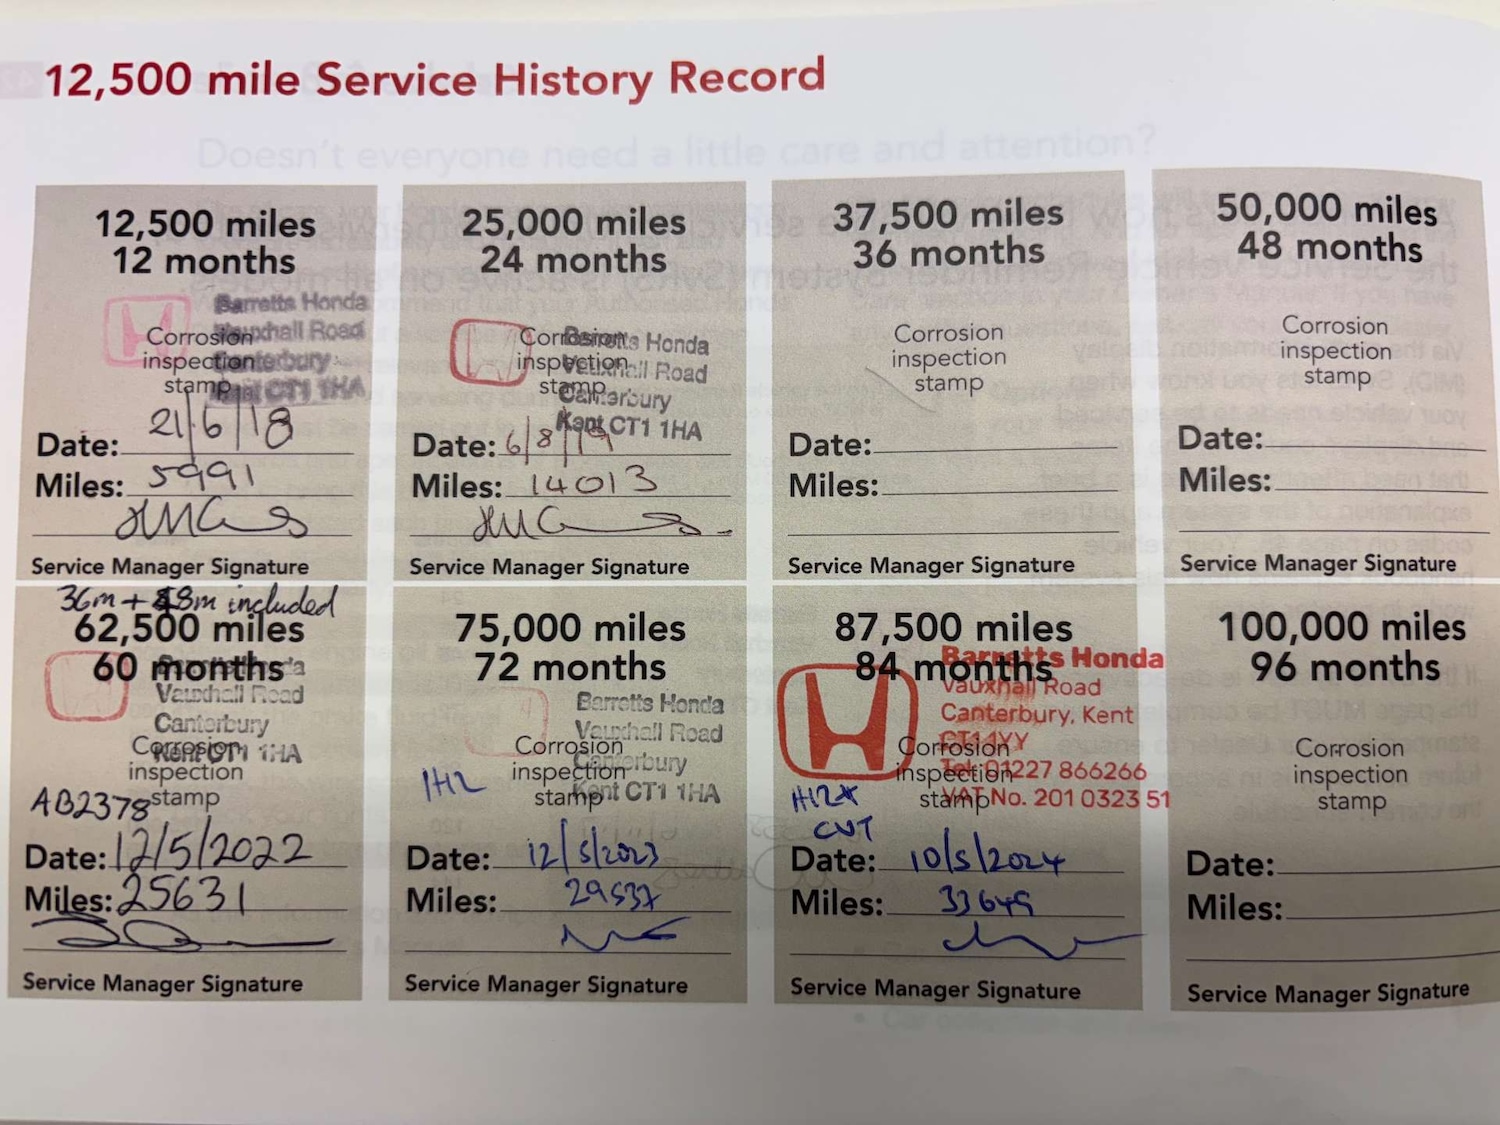 12,500 mile Service History Record
Doesn't everyone need a little care and attention?
12,500 miles
12 months
Barretts Honda
Vauxhall Road
Canterbury
Kent CT1 1HA
Corrosion
inspection
stamp
Date: 21/6/18
Miles: 5991
Service Manager Signature
25,000 miles
24 months
Barretts Honda
Vauxhall Road
Canterbury
Kent CT1 1HA
Corrosion
inspection
stamp
Date: 6/8/19
Miles: 14013
Service Manager Signature
37,500 miles
36 months
Corrosion
inspection
stamp
Date:
Miles:
Service Manager Signature
50,000 miles
48 months
Corrosion
inspection
stamp
Date:
Miles:
Service Manager Signature
36m + 48m included
62,500 miles
60 months
Barretts Honda
Vauxhall Road
Canterbury
Kent CT1 1HA
Corrosion
inspection
stamp
AB2378
Date: 12/5/2022
Miles: 25631
Service Manager Signature
75,000 miles
72 months
Barretts Honda
Vauxhall Road
Canterbury
Kent CT1 1HA
Corrosion
inspection
stamp
Date: 12/5/2023
Miles: 29537
Service Manager Signature
87,500 miles
84 months
Barretts Honda
Vauxhall Road
Canterbury, Kent
Tel: 01227 866266
VAT No. 201 0323 51
Corrosion
inspection
stamp
CVT
Date: 10/5/2024
Miles: 33649
Service Manager Signature
100,000 miles
96 months
Corrosion
inspection
stamp
Date:
Miles:
Service Manager Signature